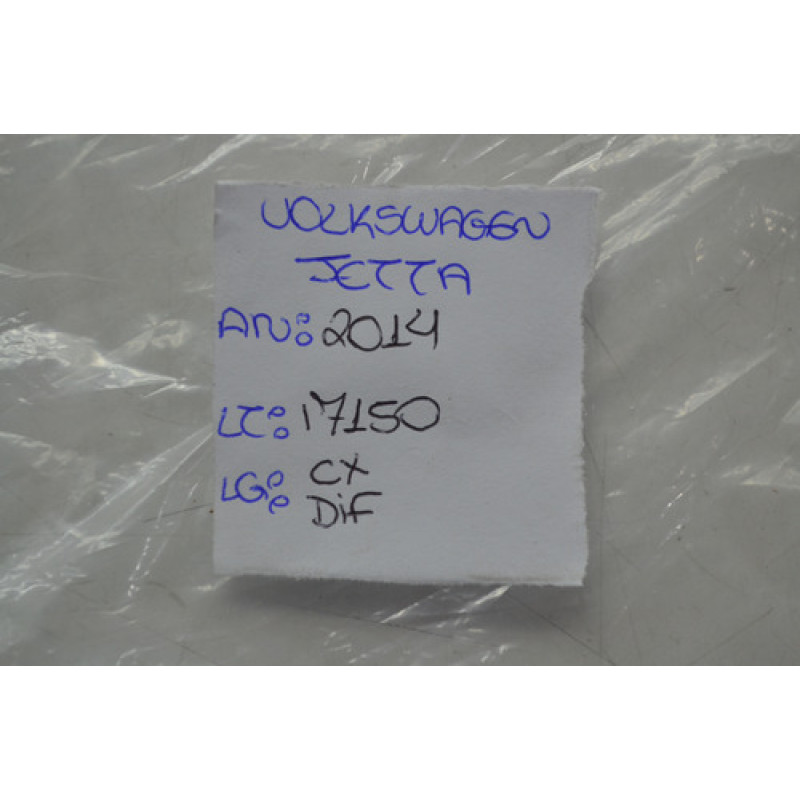 VOLKSWAGEN
JETTA
AN: 2014
LT: 17150
LG: CX
DiF